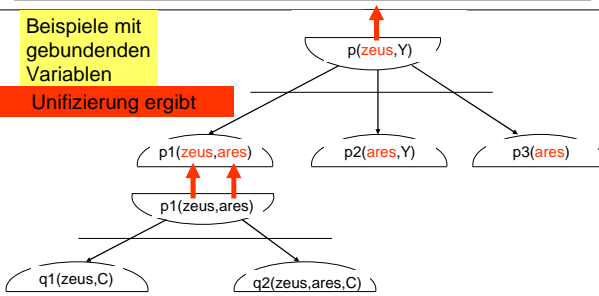 Beispiele mit
gebundenden
Variablen
Unifizierung ergibt
p(zeus,Y)
p1(zeus,ares)
p2(ares,Y)
p3(ares)
p1(zeus,ares)
q1(zeus,C)
q2(zeus,ares,C)